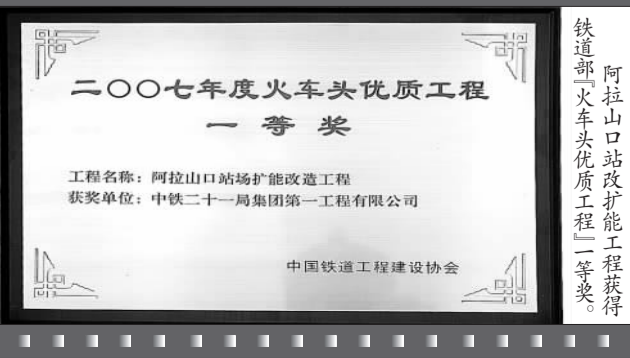 二〇〇七年度火车头优质工程
一等奖
工程名称：阿拉山口站场扩能改造工程
获奖单位：中铁二十一局集团第一工程有限公司
中国铁道工程建设协会
阿拉山口站改扩能工程获得
铁道部『火车头优质工程』一等奖。